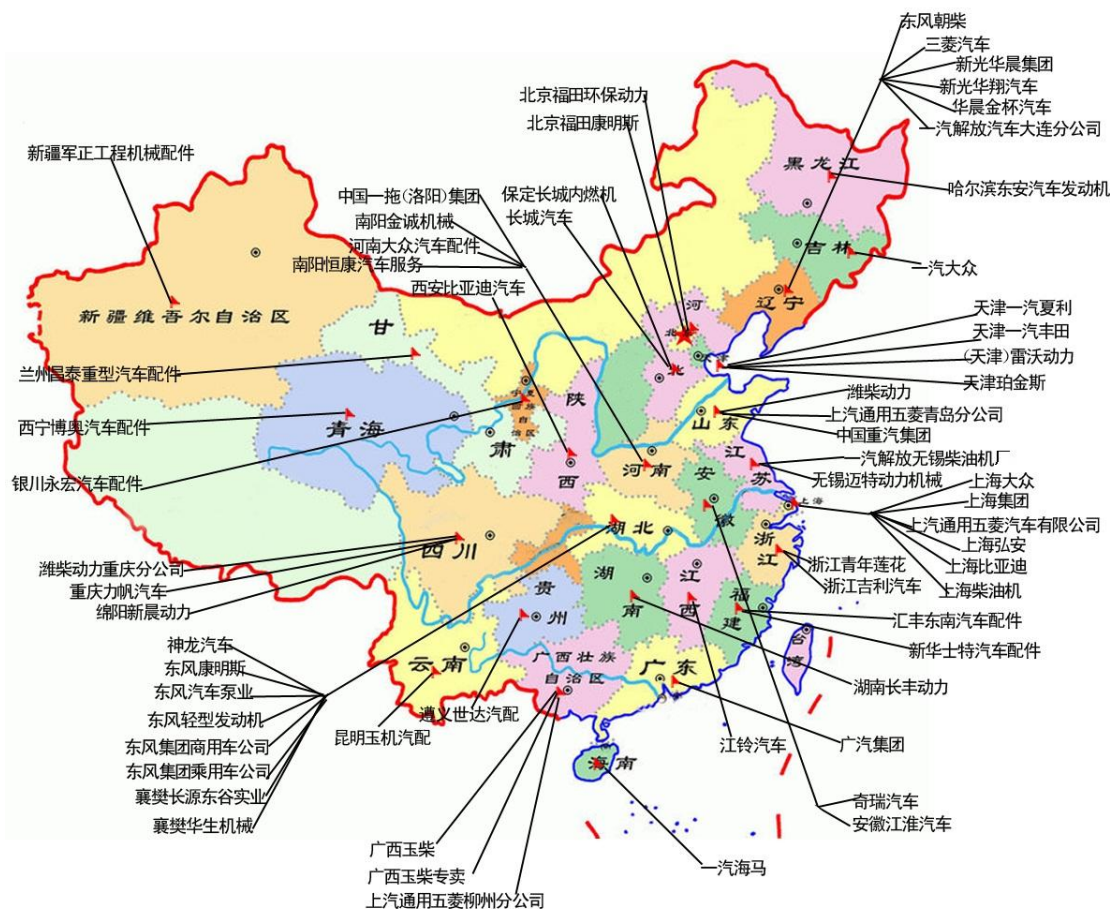 东风朝柴
三菱汽车
新光华晨集团
新光华翔汽车
华晨金杯汽车
一汽解放汽车大连分公司
北京福田环保动力
北京福田康明斯
新疆军正工程机械配件
黑龙江
哈尔滨东安汽车发动机
中国一拖(洛阳)集团
保定长城内燃机
南阳金诚机械
长城汽车
河南大众汽车配件
南阳恒康汽车服务
西安比亚迪汽车
吉林
一汽大众
辽宁
新疆维吾尔自治区
甘
肃
河
北
北京
天津
天津一汽夏利
天津一汽丰田
(天津)雷沃动力
天津珀金斯
兰州昌泰重型汽车配件
西宁博奥汽车配件
银川永宏汽车配件
青海
宁夏
回族
自
治区
陕
西
山东
潍柴动力
上汽通用五菱青岛分公司
中国重汽集团
河南
江
苏
一汽解放无锡柴油机厂
无锡迈特动力机械
安
徽
上海
上海大众
上海集团
上汽通用五菱汽车有限公司
上海弘安
上海比亚迪
上海柴油机
四川
湖北
浙
江
浙江青年莲花
浙江吉利汽车
潍柴动力重庆分公司
重庆力帆汽车
绵阳新晨动力
贵
州
湖
南
江
西
福
建
汇丰东南汽车配件
新华士特汽车配件
台
湾
神龙汽车
东风康明斯
东风汽车泵业
东风轻型发动机
东风集团商用车公司
东风集团乘用车公司
襄樊长源东谷实业
襄樊华生机械
云南
广西壮族
自治区
广东
湖南长丰动力
遵义世达汽配
昆明玉机汽配
江铃汽车
广汽集团
海南
奇瑞汽车
安徽江淮汽车
广西玉柴
广西玉柴专卖
上汽通用五菱柳州分公司
一汽海马